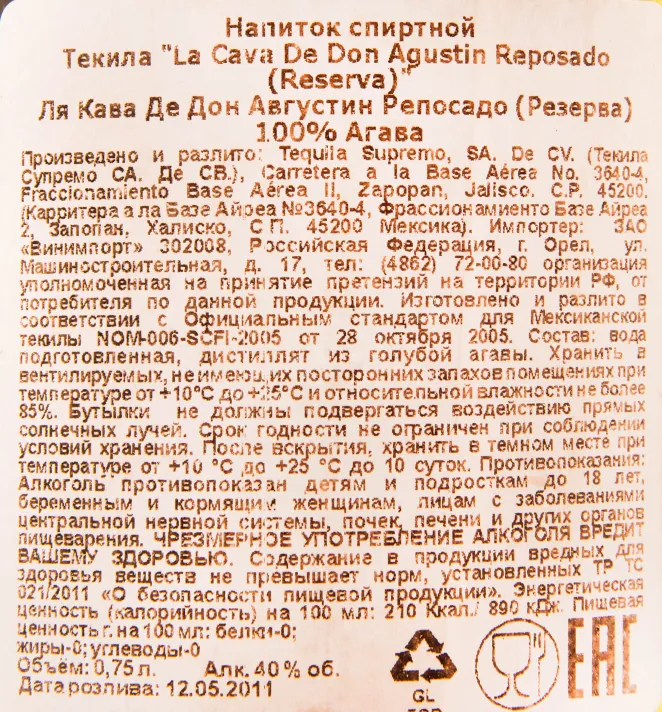 Напиток спиртной
Текила "La Cava De Don Agustin Reposado
(Reserva)"
Ля Кава Де Дон Августин Репосадо (Резерва)
100% Агава
Произведено и разлито: Tequila Supremo, SA. De CV. (Текила
Супремо СА. Де СВ.), Carretera a la Base Aérea No. 3640-4,
Fraccionamiento Base Aérea II, Zapopan, Jalisco. C.P. 45200.
(Карритера а ла Базе Айреа №3640-4, Фрассионамиенто Базе Айреа
2, Запопан, Халиско, С П. 45200 Мексика). Импортер: ЗАО
«Винимпорт» 302008, Российская Федерация, г. Орел, ул.
Машиностроительная, д. 17, тел: (4862) 72-00-80 организация
уполномоченная на принятие претензий на территории РФ, от
потребителя по данной продукции. Изготовлено и разлито в
соответствии с Официальным стандартом для Мексиканской
текилы NOM-006-SCFI-2005 от 28 октября 2005. Состав: вода
подготовленная, дистиллят из голубой агавы. Хранить в
вентилируемых, не имеющих посторонних запахов помещениях при
температуре от +10°С до +25°С и относительной влажности не более
85%. Бутылки не должны подвергаться воздействию прямых
солнечных лучей. Срок годности не ограничен при соблюдении
условий хранения. После вскрытия, хранить в темном месте при
температуре от +10 °С до +25 °С до 10 суток. Противопоказания:
Алкоголь противопоказан детям и подросткам до 18 лет,
беременным и кормящим женщинам, лицам с заболеваниями
центральной нервной системы, почек, печени и других органов
пищеварения. ЧРЕЗМЕРНОЕ УПОТРЕБЛЕНИЕ АЛКОГОЛЯ ВРЕДИТ
ВАШЕМУ ЗДОРОВЬЮ. Содержание в продукции вредных для
здоровья веществ не превышает норм, установленных ТР ТС
021/2011 «О безопасности пищевой продукции». Энергетическая
ценность (калорийность) на 100 мл: 210 Ккал./ 890 кДж. Пищевая
ценность г. на 100 мл: белки-0;
жиры-0; углеводы-0
Объём: 0,75 л. Алк. 40 % об.
Дата розлива: 12.05.2011
GL
EAC